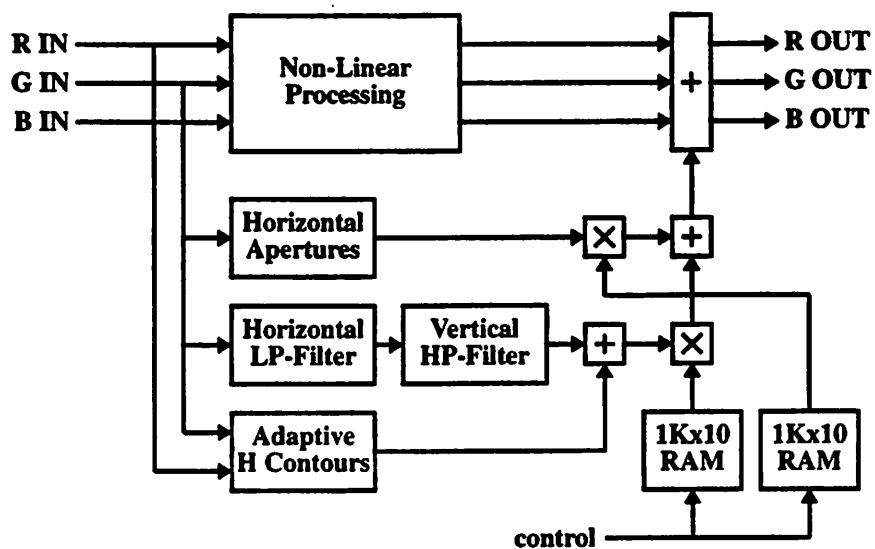 R IN
G IN
B IN
Non-Linear
Processing
+
R OUT
G OUT
B OUT
Horizontal
Apertures
×
+
Horizontal
LP-Filter
Vertical
HP-Filter
+
×
Adaptive
H Contours
1Kx10
RAM
1Kx10
RAM
control